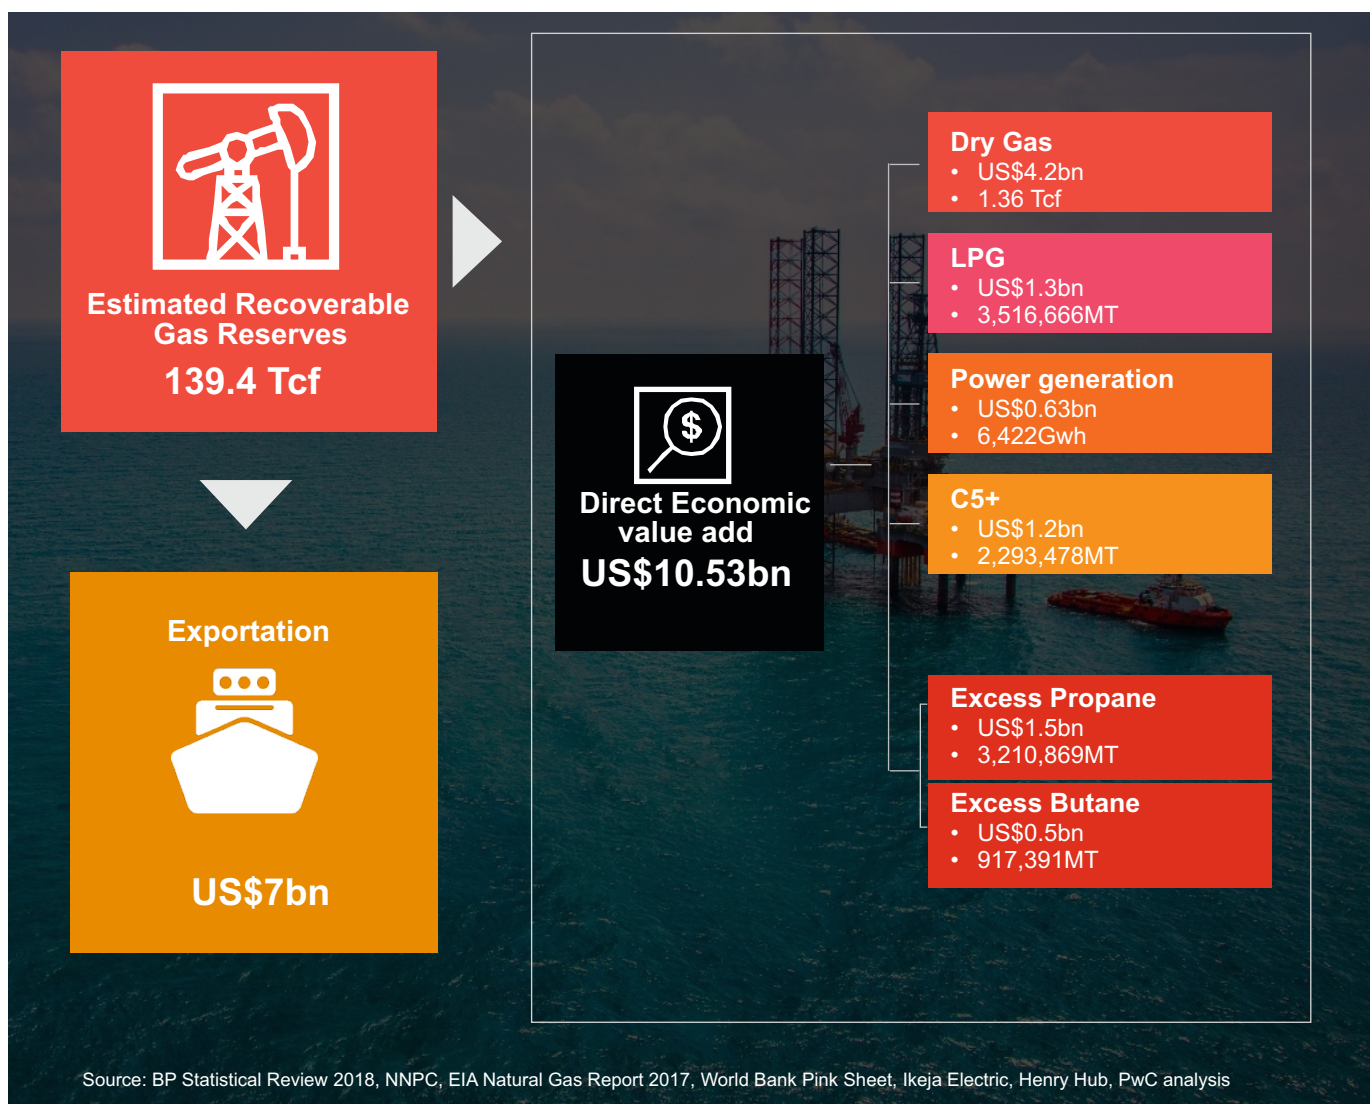 Estimated Recoverable
Gas Reserves
139.4 Tcf
Exportation
US$7bn
$
Direct Economic
value add
US$10.53bn
Dry Gas
• US$4.2bn
• 1.36 Tcf
LPG
• US$1.3bn
• 3,516,666MT
Power generation
• US$0.63bn
• 6,422Gwh
C5+
• US$1.2bn
• 2,293,478MT
Excess Propane
• US$1.5bn
• 3,210,869MT
Excess Butane
• US$0.5bn
• 917,391MT
Source: BP Statistical Review 2018, NNPC, EIA Natural Gas Report 2017, World Bank Pink Sheet, Ikeja Electric, Henry Hub, PwC analysis